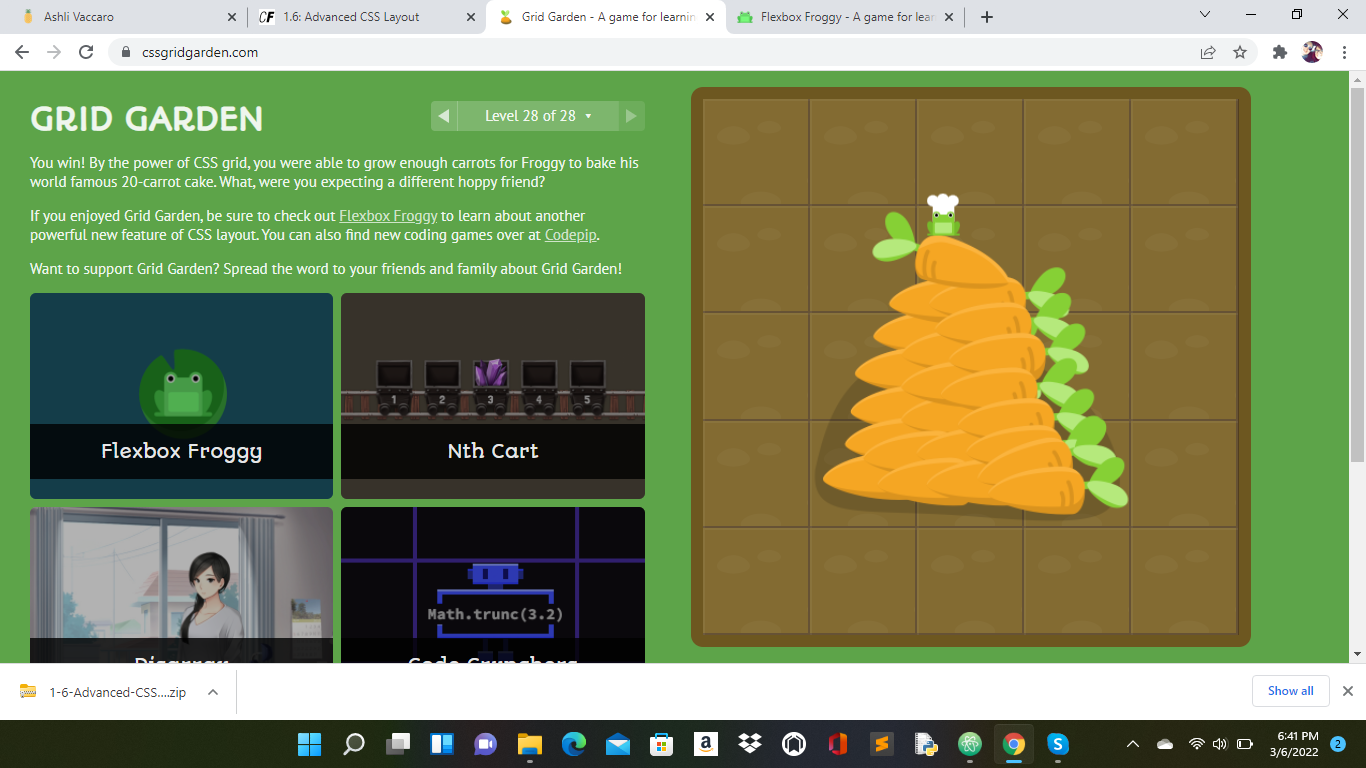 Ashli Vaccaro
CF 1.6: Advanced CSS Layout
Grid Garden - A game for learnin
Flexbox Froggy - A game for lear
cssgridgarden.com
GRID GARDEN
Level 28 of 28
You win! By the power of CSS grid, you were able to grow enough carrots for Froggy to bake his
world famous 20-carrot cake. What, were you expecting a different hoppy friend?
If you enjoyed Grid Garden, be sure to check out Flexbox Froggy to learn about another
powerful new feature of CSS layout. You can also find new coding games over at Codepip.
Want to support Grid Garden? Spread the word to your friends and family about Grid Garden!
1 2 3 4 5
Flexbox Froggy
Nth Cart
Math.trunc(3.2)
Disarray
Code Crunchers
1-6-Advanced-CSS....zip
Show all
6:41 PM
3/6/2022
2